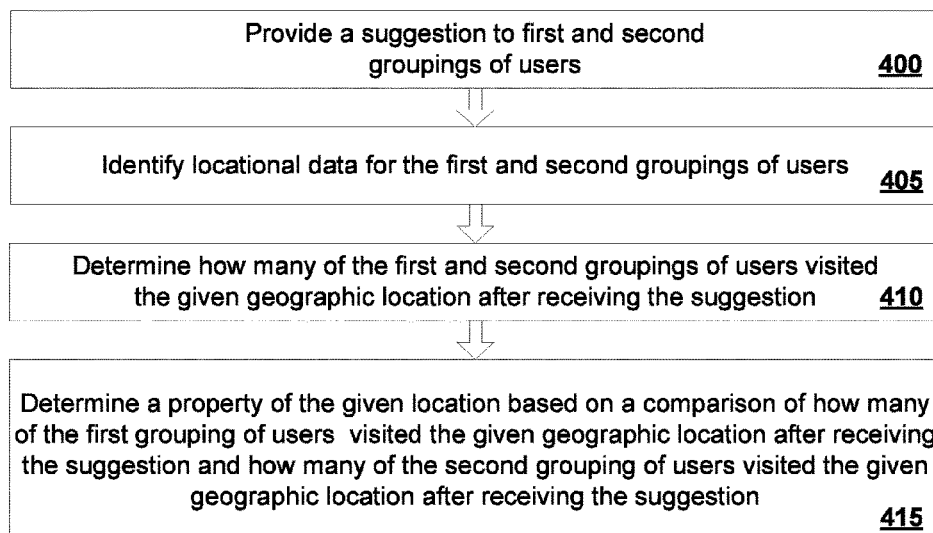 Provide a suggestion to first and second
groupings of users
400
Identify locational data for the first and second groupings of users
405
Determine how many of the first and second groupings of users visited
the given geographic location after receiving the suggestion
410
Determine a property of the given location based on a comparison of how many
of the first grouping of users visited the given geographic location after receiving
the suggestion and how many of the second grouping of users visited the given
geographic location after receiving the suggestion
415